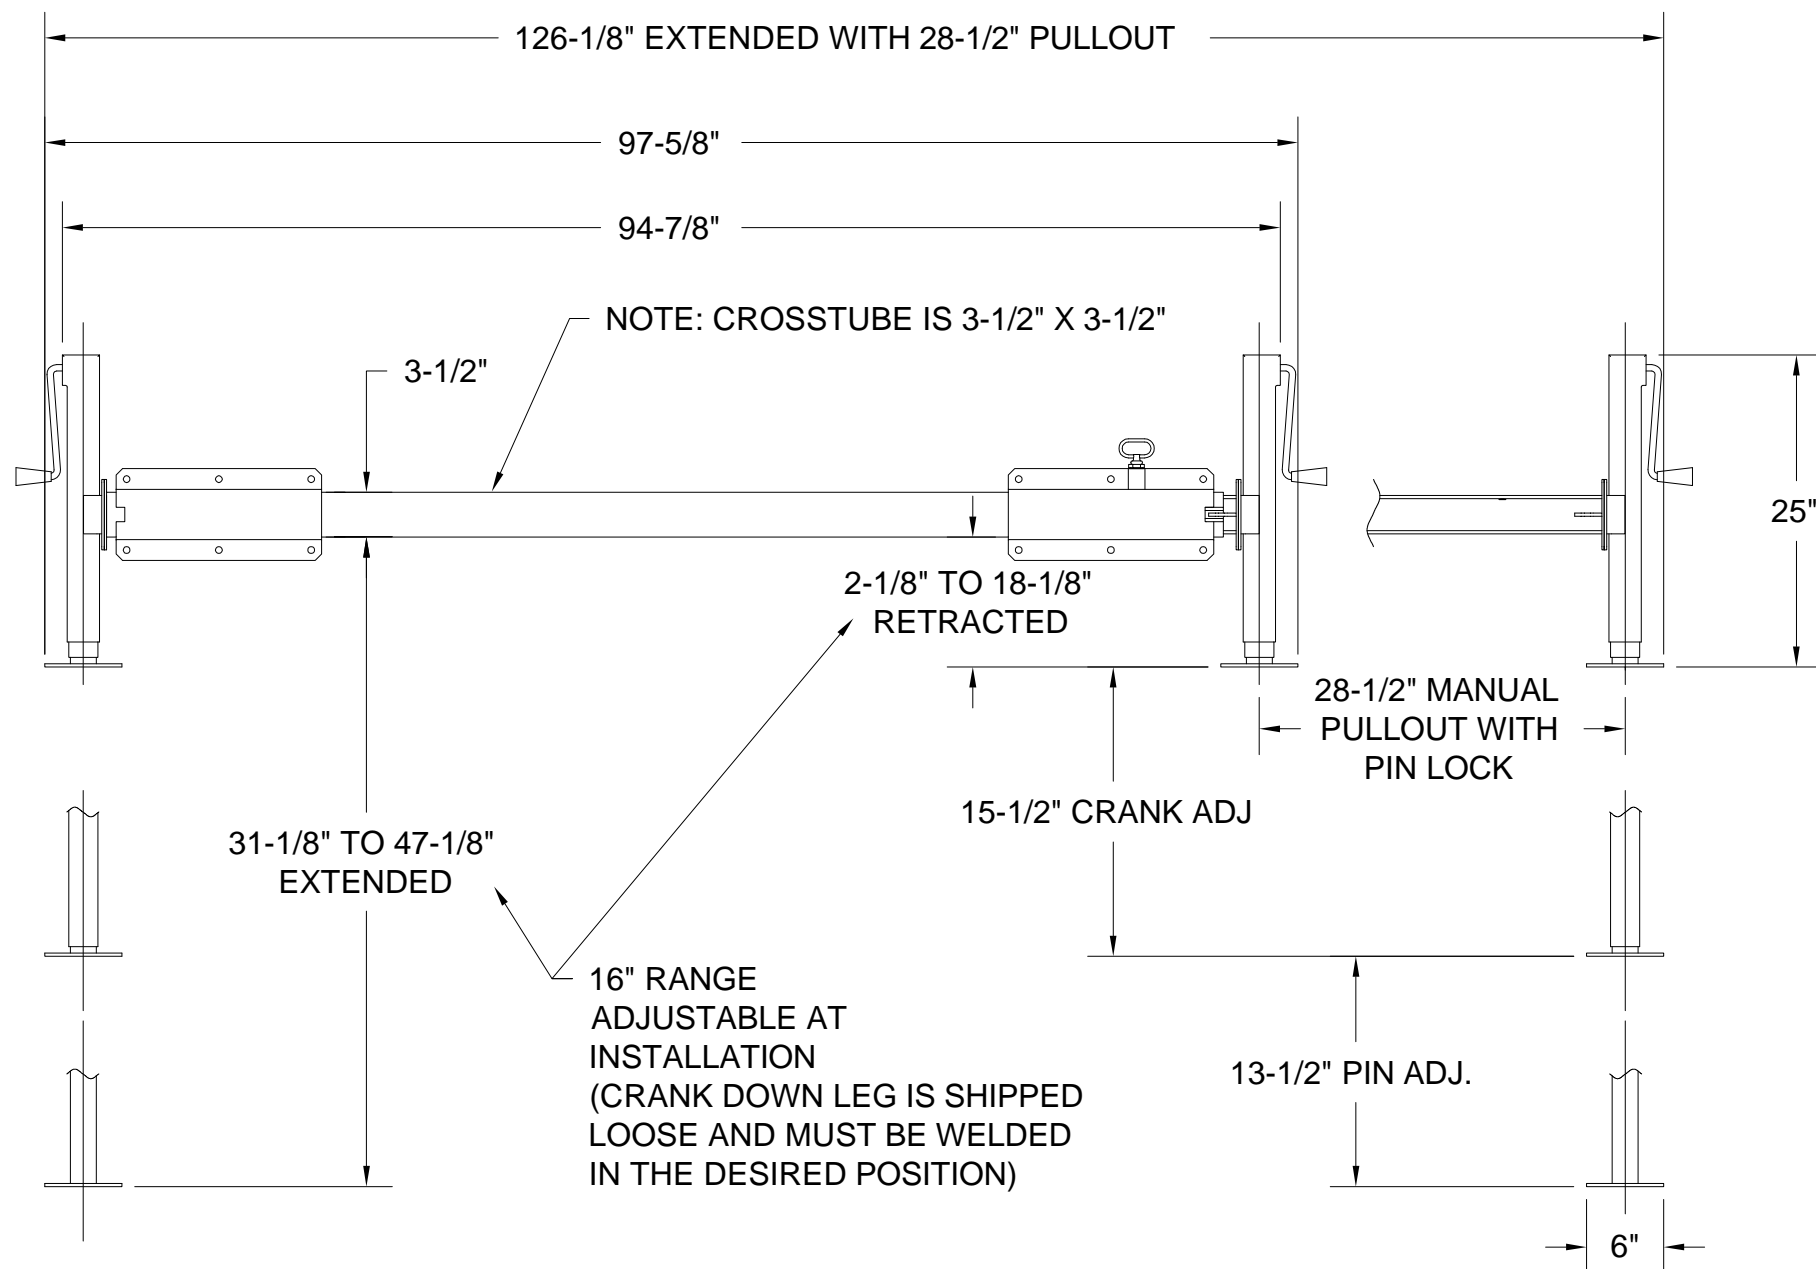 126-1/8" EXTENDED WITH 28-1/2" PULLOUT
97-5/8"
94-7/8"
NOTE: CROSSTUBE IS 3-1/2" X 3-1/2"
3-1/2"
25"
2-1/8" TO 18-1/8"
RETRACTED
28-1/2" MANUAL
PULLOUT WITH
PIN LOCK
15-1/2" CRANK ADJ
31-1/8" TO 47-1/8"
EXTENDED
16" RANGE
ADJUSTABLE AT
INSTALLATION
(CRANK DOWN LEG IS SHIPPED
LOOSE AND MUST BE WELDED
IN THE DESIRED POSITION)
13-1/2" PIN ADJ.
6"